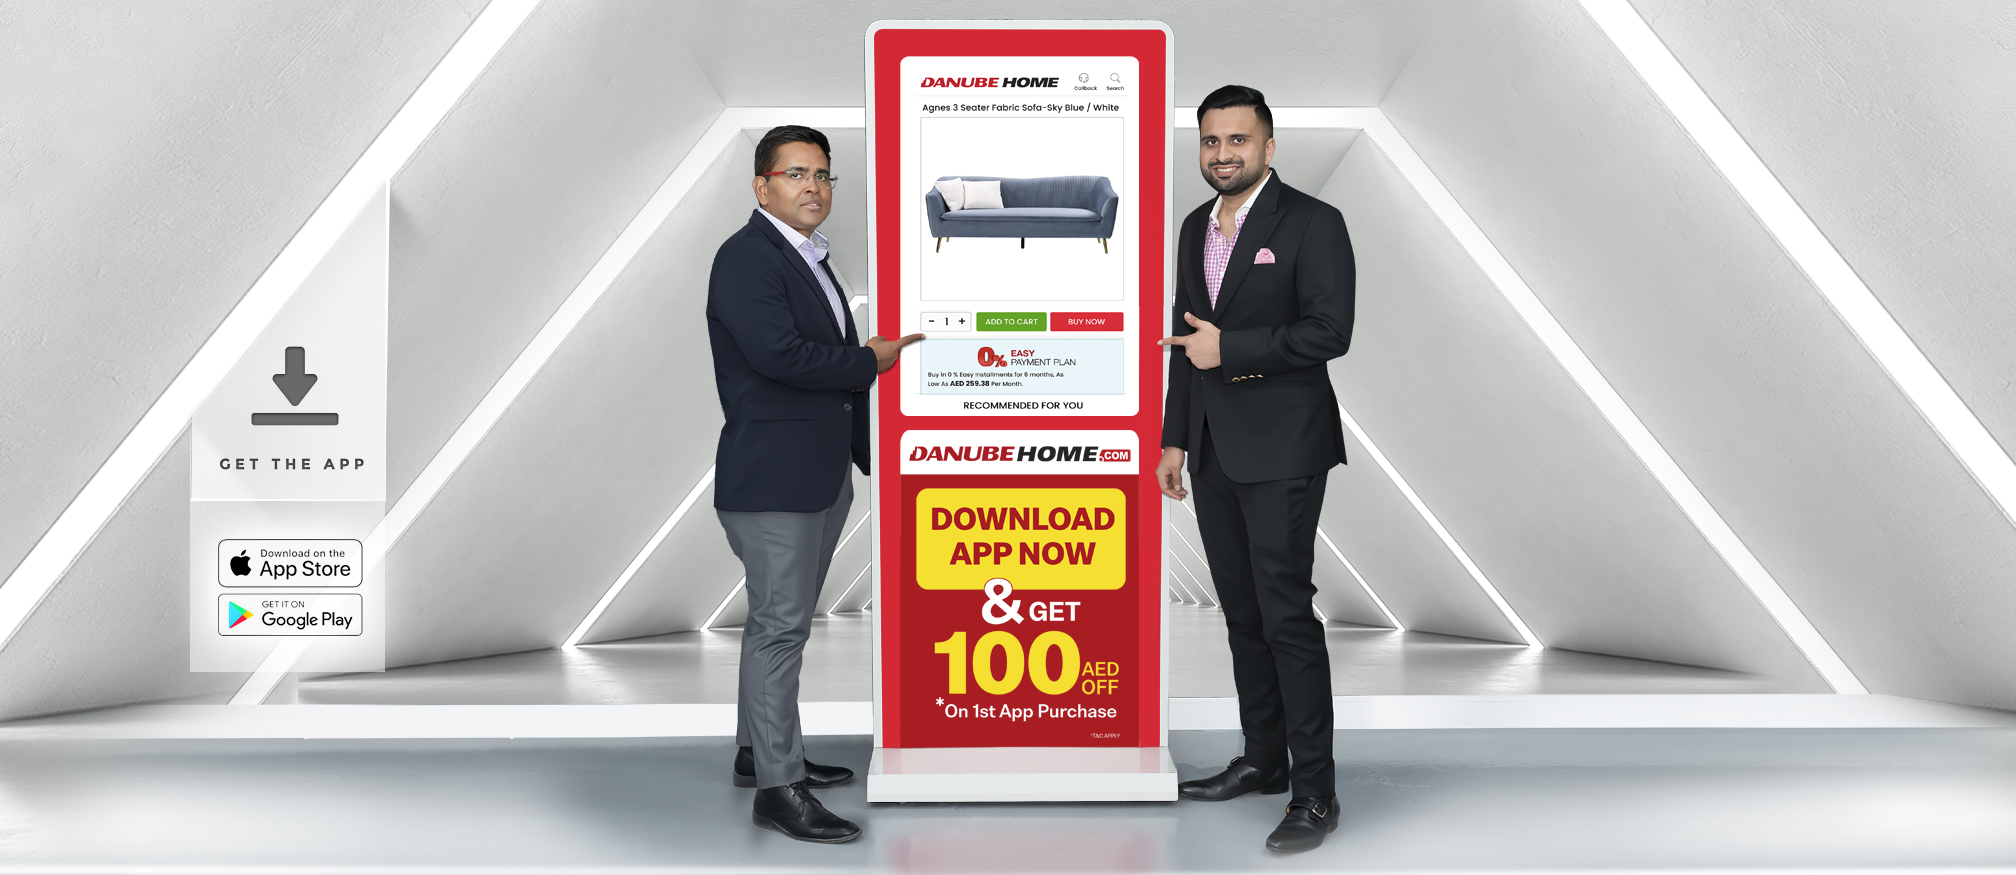 GET THE APP
Download on the
App Store
GET IT ON
Google Play
DANUBE HOME
Callback
Search
Agnes 3 Seater Fabric Sofa-Sky Blue / White
- 1 +
ADD TO CART
BUY NOW
0% EASY
PAYMENT PLAN
Buy in 0 % Easy Installments for 6 months, As
Low As AED 259.38 Per Month.
RECOMMENDED FOR YOU
DANUBEHOME.COM
DOWNLOAD
APP NOW
& GET
100 AED
OFF
*On 1st App Purchase
*T&C APPLY